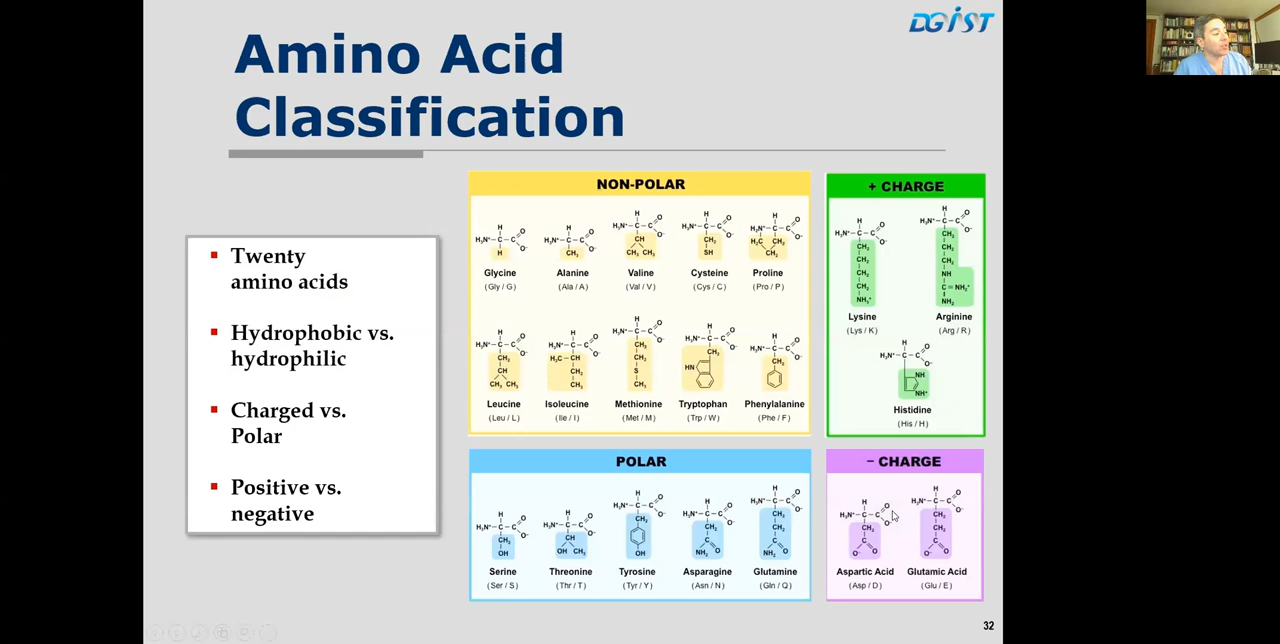 DGIST
Amino Acid
Classification
Twenty
amino acids
Hydrophobic vs.
hydrophilic
Charged vs.
Polar
Positive vs.
negative
NON-POLAR
Glycine
(Gly / G)
Alanine
(Ala / A)
Valine
(Val / V)
Cysteine
(Cys / C)
Proline
(Pro / P)
Leucine
(Leu / L)
Isoleucine
(Ile / I)
Methionine
(Met / M)
Tryptophan
(Trp / W)
Phenylalanine
(Phe / F)
+ CHARGE
Lysine
(Lys / K)
Arginine
(Arg / R)
Histidine
(His / H)
POLAR
Serine
(Ser / S)
Threonine
(Thr / T)
Tyrosine
(Tyr / Y)
Asparagine
(Asn / N)
Glutamine
(Gln / Q)
− CHARGE
Aspartic Acid
(Asp / D)
Glutamic Acid
(Glu / E)
32